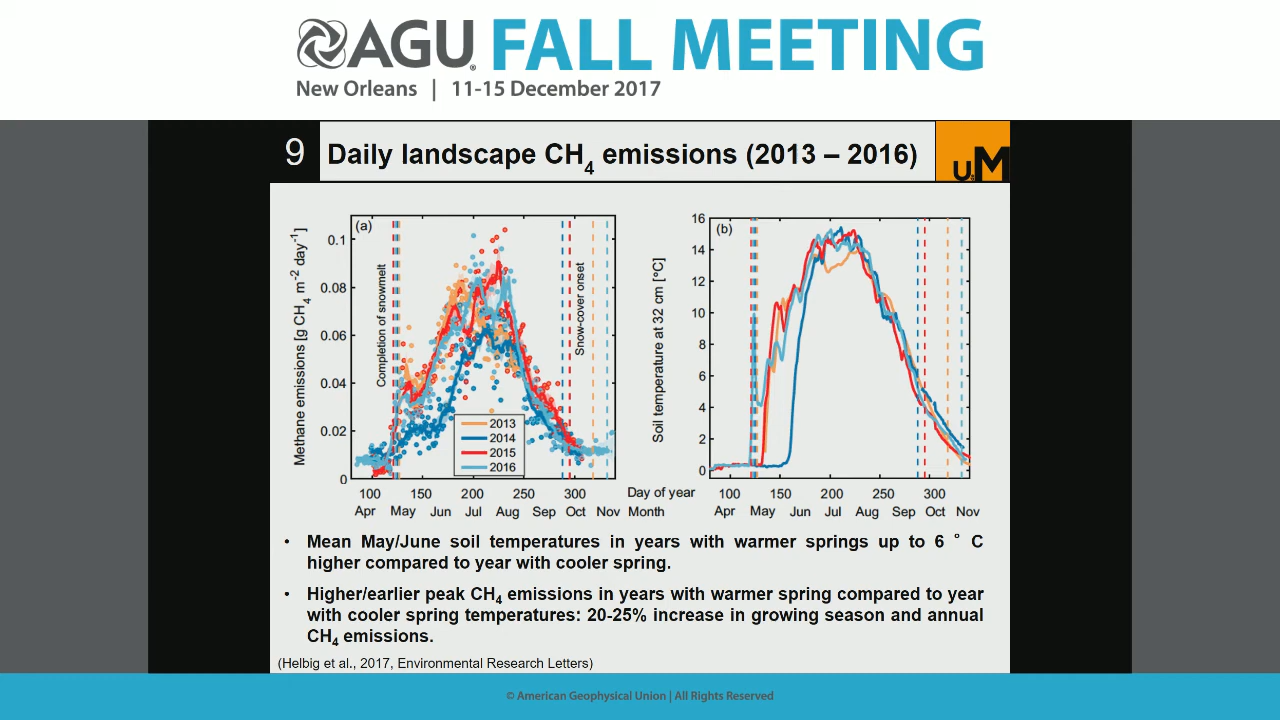 AGU FALL MEETING
New Orleans | 11-15 December 2017
9
Daily landscape CH4 emissions (2013 – 2016)
U de M
(a)
Methane emissions [g CH4 m-2 day-1]
0.1
0.08
0.06
0.04
0.02
0
Completion of snowmelt
Snow-cover onset
2013
2014
2015
2016
100 150 200 250 300
Apr May Jun Jul Aug Sep Oct Nov
Day of year
Month
(b)
Soil temperature at 32 cm [°C]
16
14
12
10
8
6
4
2
0
100 150 200 250 300
Apr May Jun Jul Aug Sep Oct Nov
• Mean May/June soil temperatures in years with warmer springs up to 6 ° C
higher compared to year with cooler spring.
• Higher/earlier peak CH4 emissions in years with warmer spring compared to year
with cooler spring temperatures: 20-25% increase in growing season and annual
CH4 emissions.
(Helbig et al., 2017, Environmental Research Letters)
© American Geophysical Union | All Rights Reserved